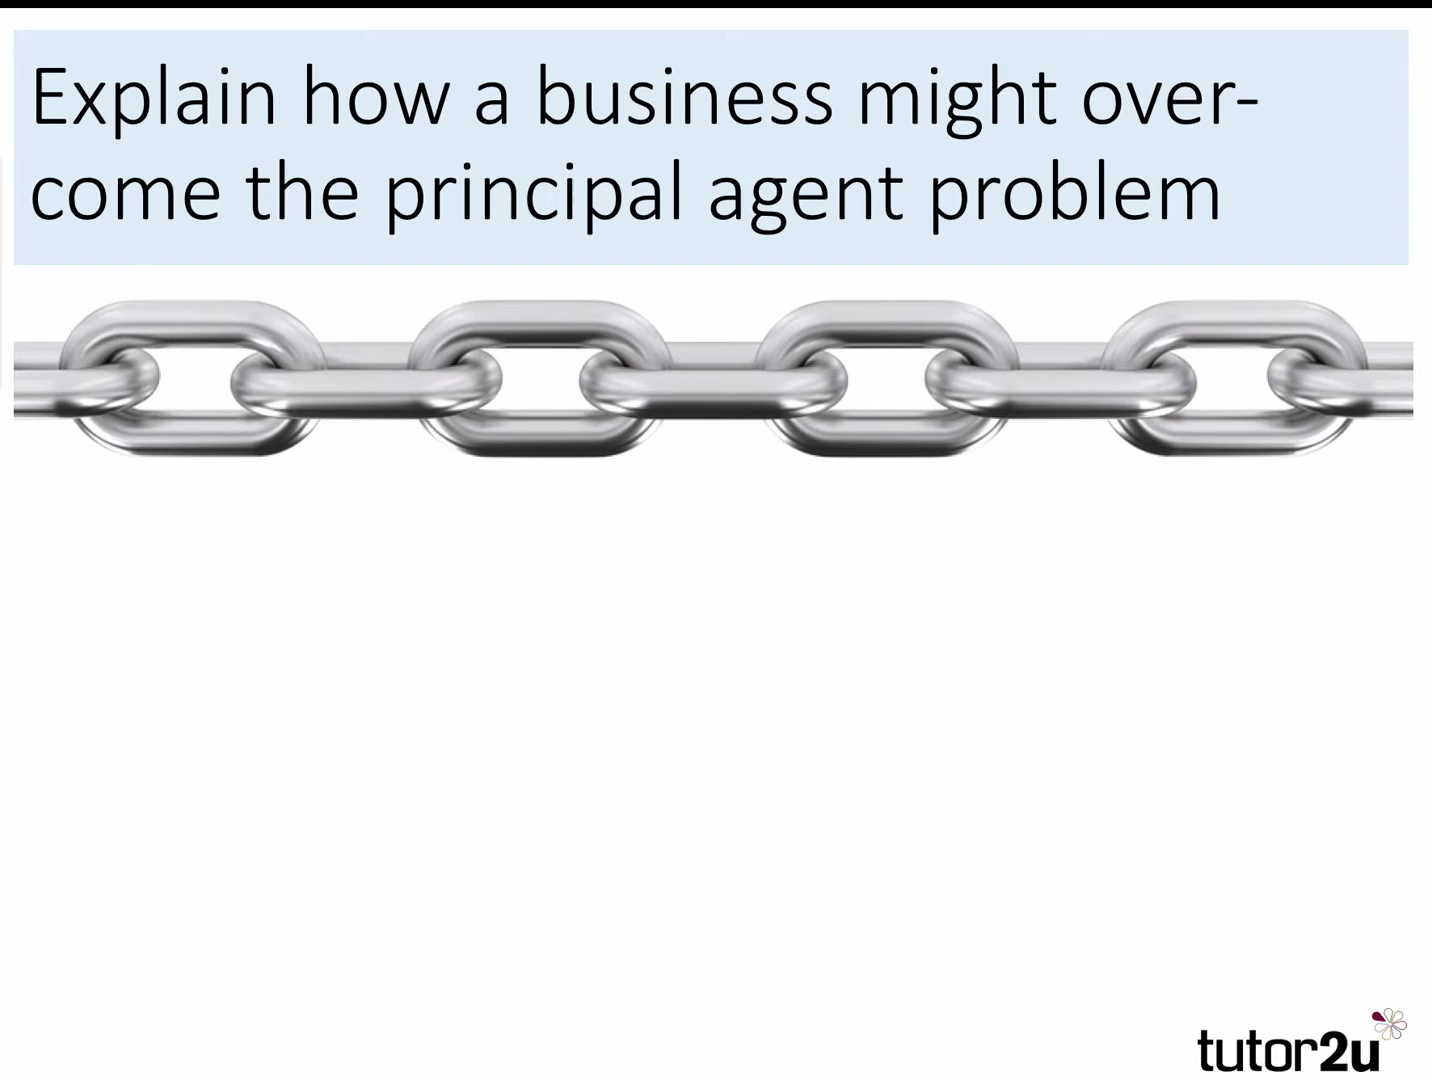 Explain how a business might over-
come the principal agent problem
tutor2u